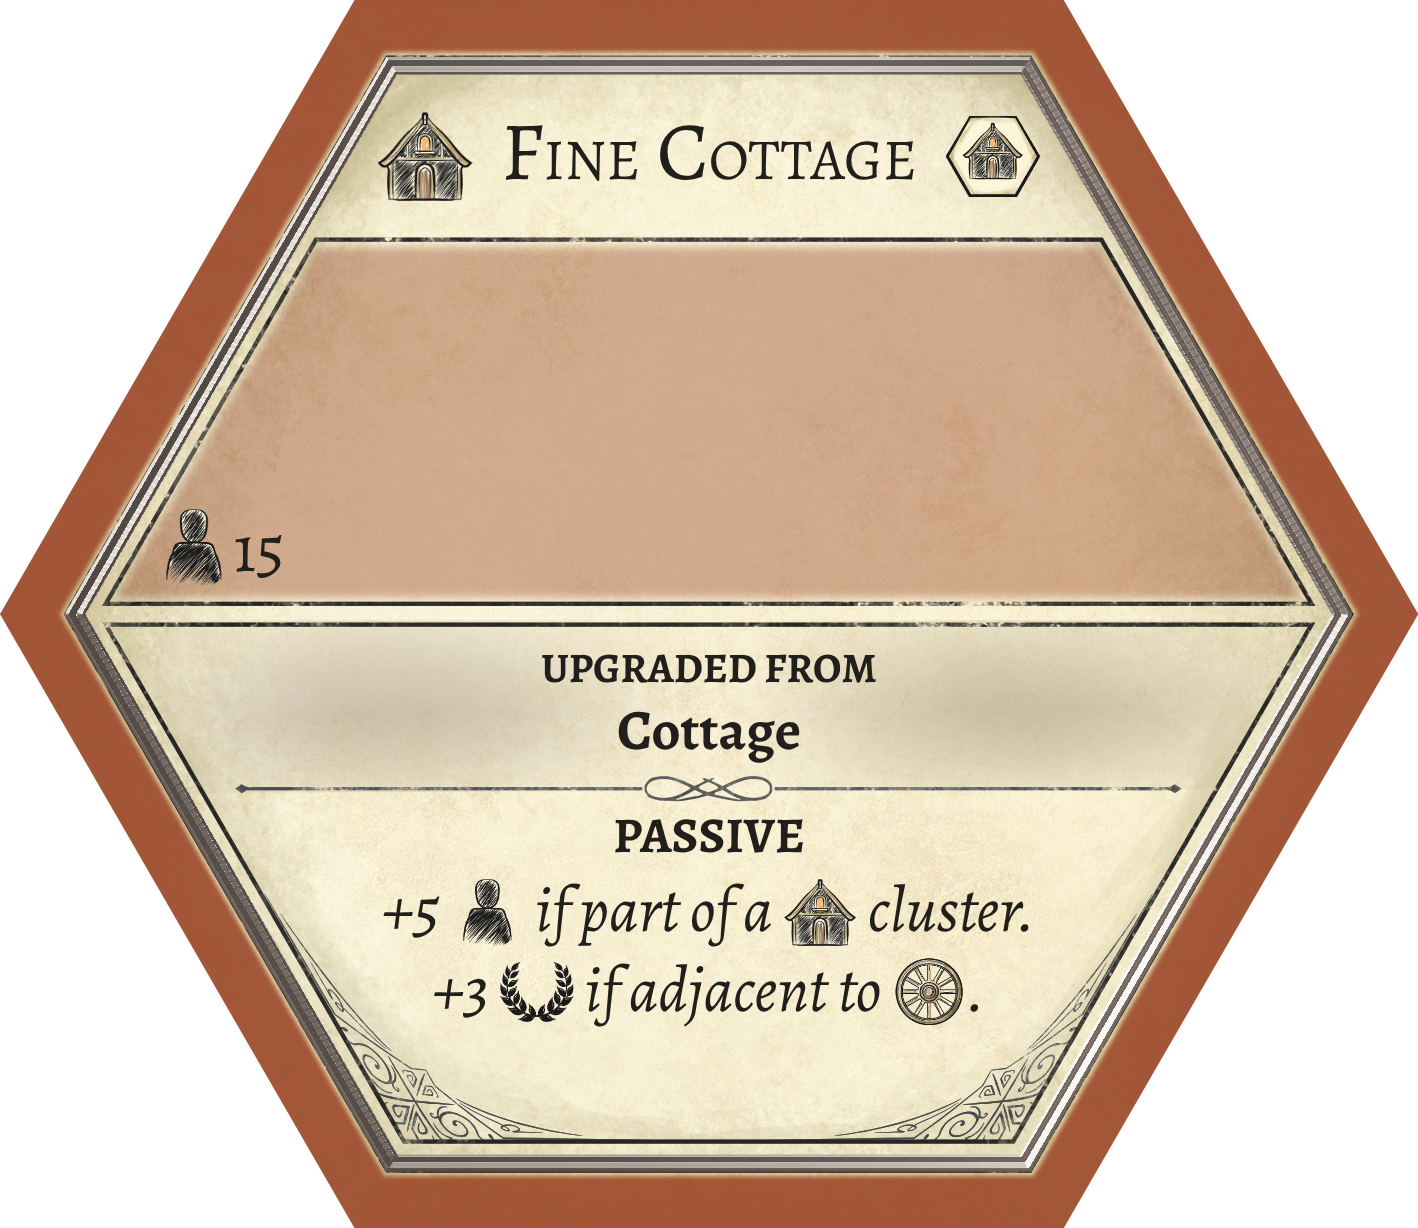 Fine Cottage
15
UPGRADED FROM
Cottage
PASSIVE
+5 if part of a cluster.
+3 if adjacent to .